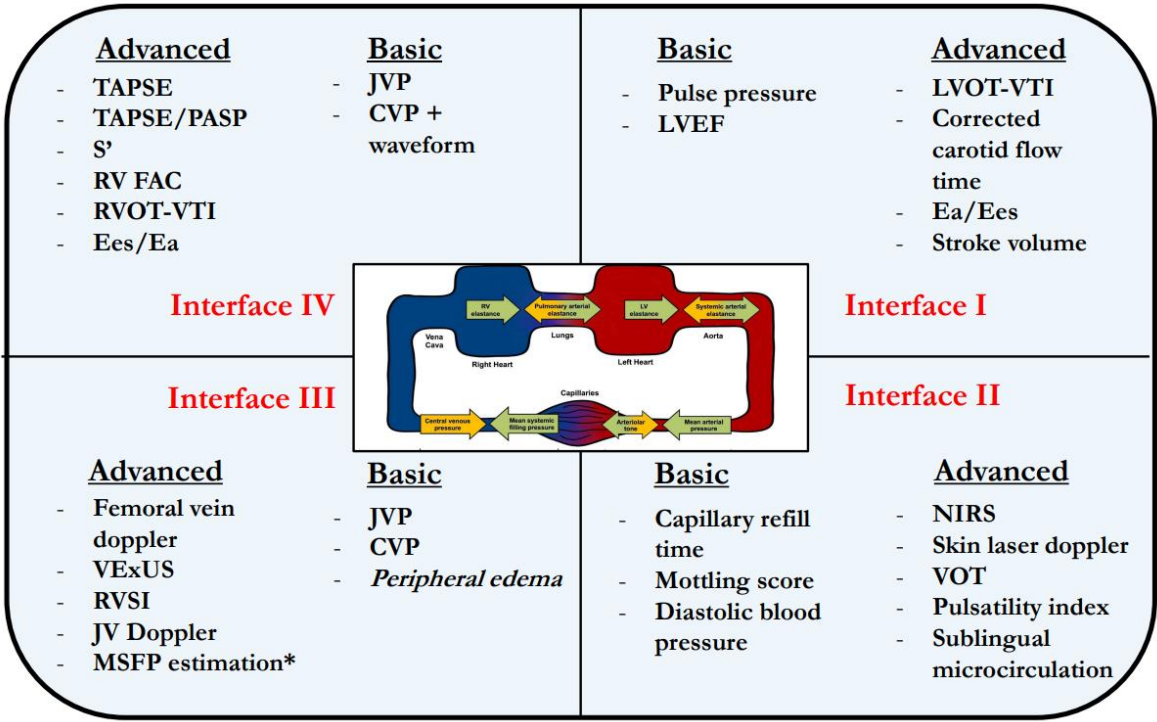 Advanced
- TAPSE
- TAPSE/PASP
- S’
- RV FAC
- RVOT-VTI
- Ees/Ea
Basic
- JVP
- CVP +
waveform
Interface IV
Basic
- Pulse pressure
- LVEF
Advanced
- LVOT-VTI
- Corrected
carotid flow
time
- Ea/Ees
- Stroke volume
Interface I
RV
elastance
Pulmonary arterial
elastance
LV
elastance
Systemic arterial
elastance
Vena
Cava
Lungs
Aorta
Right Heart
Left Heart
Capillaries
Central venous
pressure
Mean systemic
filling pressure
Arteriolar
tone
Mean arterial
pressure
Interface III
Advanced
- Femoral vein
doppler
- VExUS
- RVSI
- JV Doppler
- MSFP estimation*
Basic
- JVP
- CVP
- Peripheral edema
Interface II
Basic
- Capillary refill
time
- Mottling score
- Diastolic blood
pressure
Advanced
- NIRS
- Skin laser doppler
- VOT
- Pulsatility index
- Sublingual
microcirculation